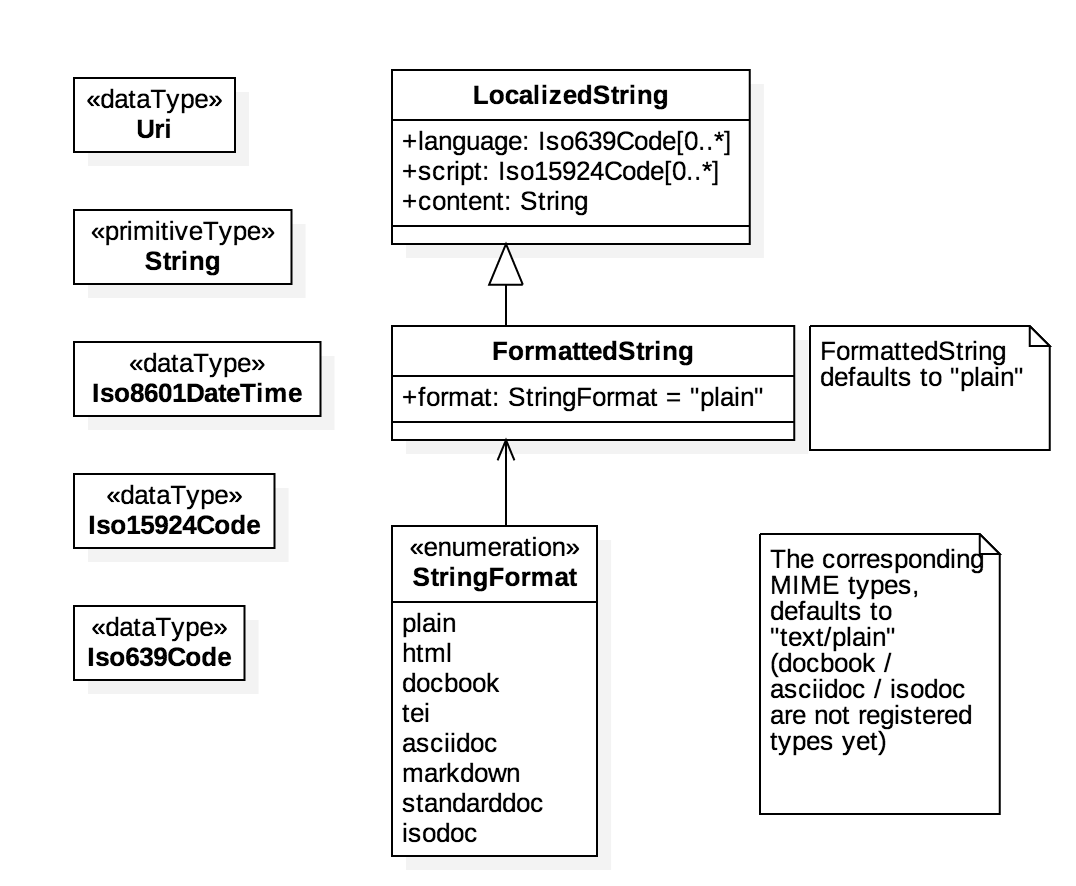 «dataType»
Uri
«primitiveType»
String
«dataType»
Iso8601DateTime
«dataType»
Iso15924Code
«dataType»
Iso639Code
LocalizedString
+language: Iso639Code[0..*]
+script: Iso15924Code[0..*]
+content: String
FormattedString
+format: StringFormat = "plain"
FormattedString
defaults to "plain"
«enumeration»
StringFormat
plain
html
docbook
tei
asciidoc
markdown
standarddoc
isodoc
The corresponding
MIME types,
defaults to
"text/plain"
(docbook /
asciidoc / isodoc
are not registered
types yet)